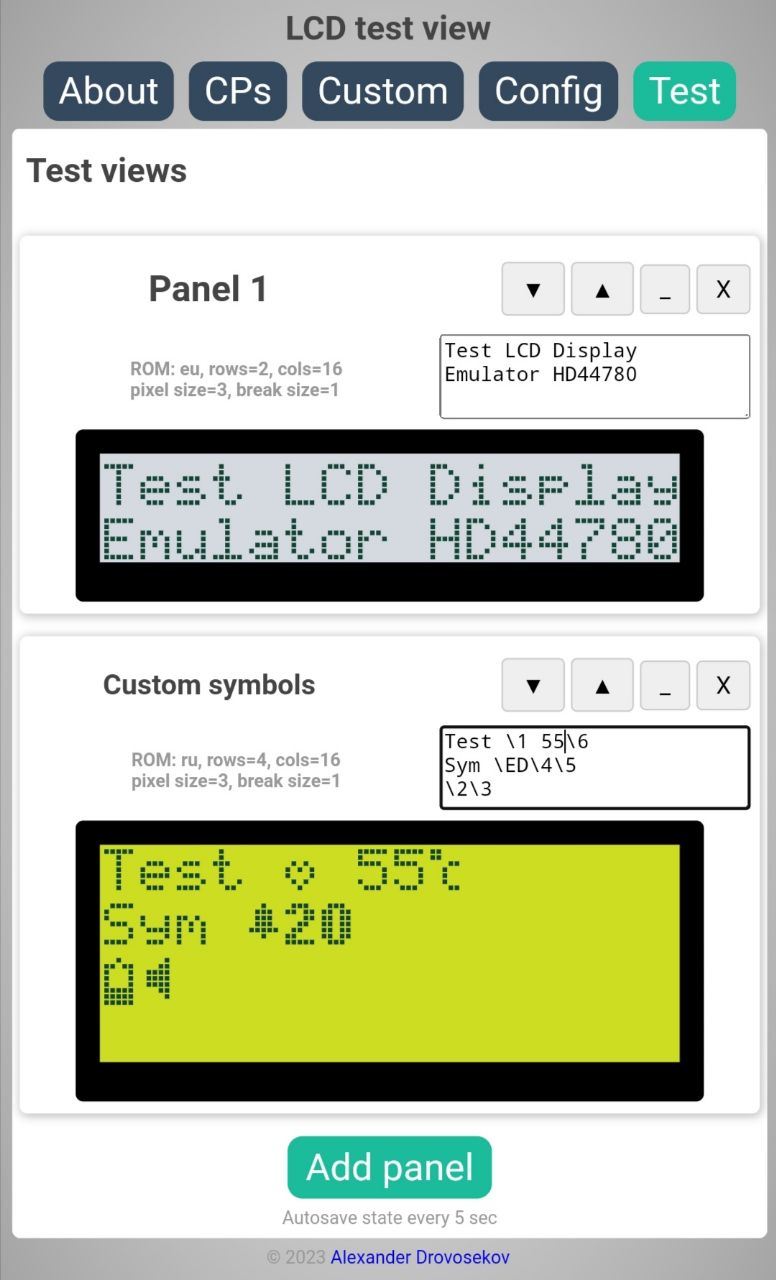 LCD test view
About CPs Custom Config Test
Test views
Panel 1
▼ ▲ _ X
ROM: eu, rows=2, cols=16
pixel size=3, break size=1
Test LCD Display
Emulator HD44780
Test LCD Display
Emulator HD44780
Custom symbols
▼ ▲ _ X
ROM: ru, rows=4, cols=16
pixel size=3, break size=1
Test \1 55\6
Sym \ED\4\5
\2\3
Test ♡ 55°c
Sym 🔔20
Add panel
Autosave state every 5 sec
© 2023 Alexander Drovosekov